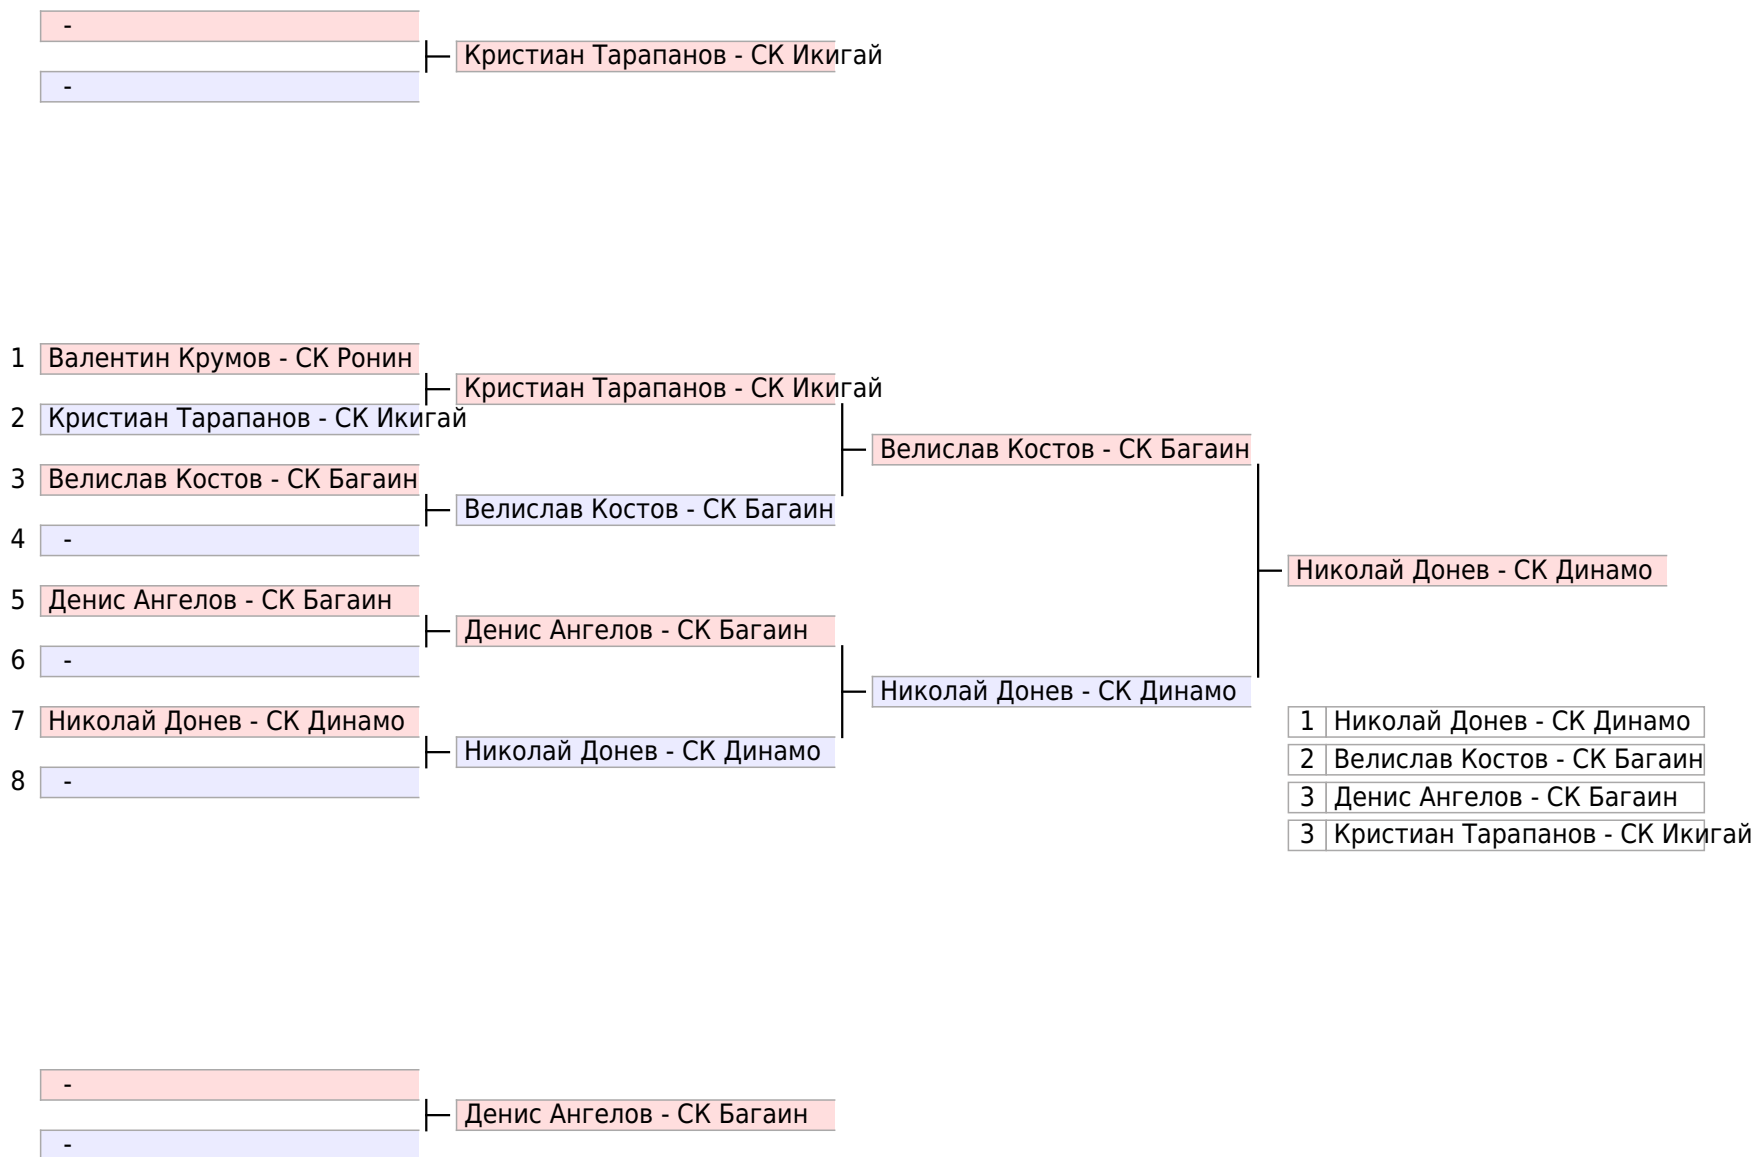 -
Кристиан Тарапанов - СК Икигай
-
1 Валентин Крумов - СК Ронин
Кристиан Тарапанов - СК Икигай
2 Кристиан Тарапанов - СК Икигай
Велислав Костов - СК Багаин
3 Велислав Костов - СК Багаин
Велислав Костов - СК Багаин
4 -
Николай Донев - СК Динамо
5 Денис Ангелов - СК Багаин
Денис Ангелов - СК Багаин
6 -
Николай Донев - СК Динамо
7 Николай Донев - СК Динамо
Николай Донев - СК Динамо
8 -
1 Николай Донев - СК Динамо
2 Велислав Костов - СК Багаин
3 Денис Ангелов - СК Багаин
3 Кристиан Тарапанов - СК Икигай
-
Денис Ангелов - СК Багаин
-